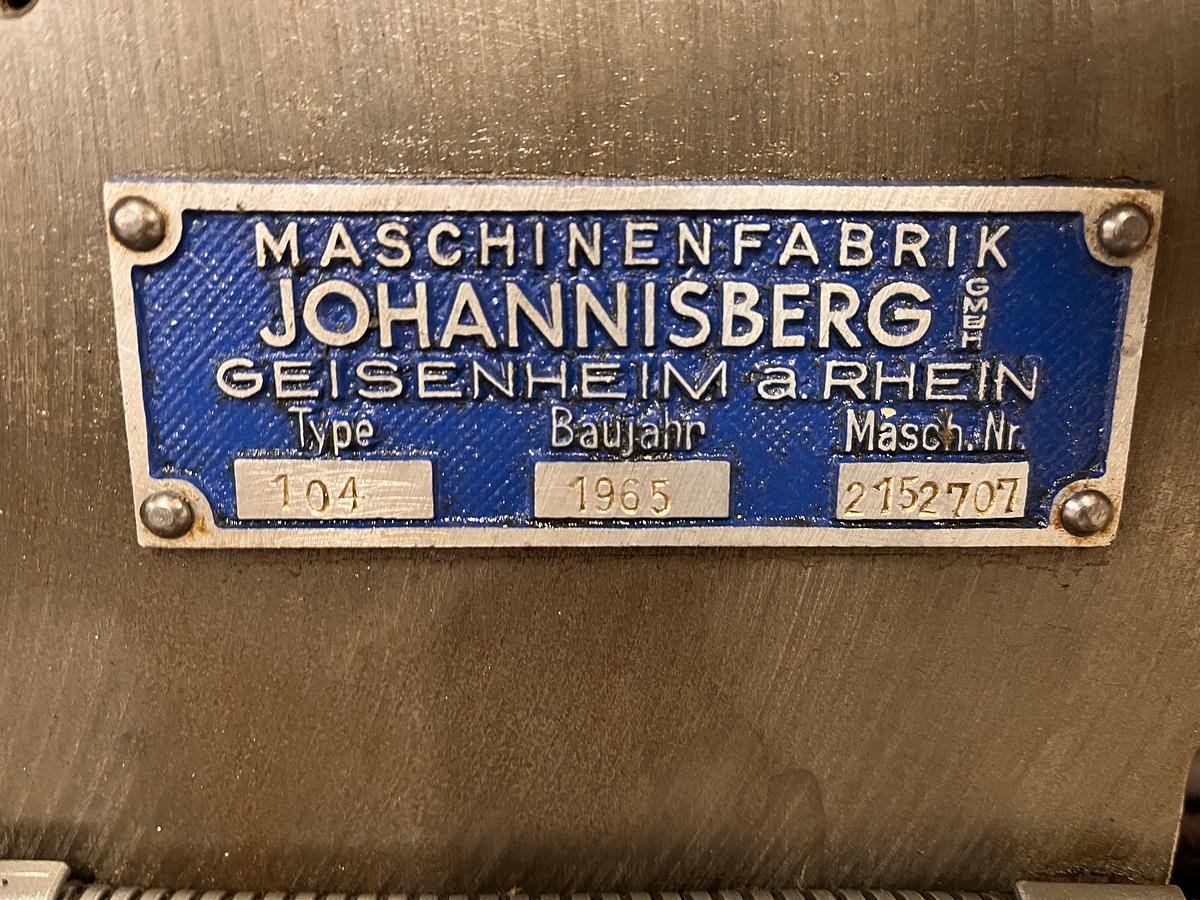 MASCHINENFABRIK
JOHANNISBERG GMBH
GEISENHEIM a. RHEIN
Type Baujahr Masch. Nr.
104 1965 2152707